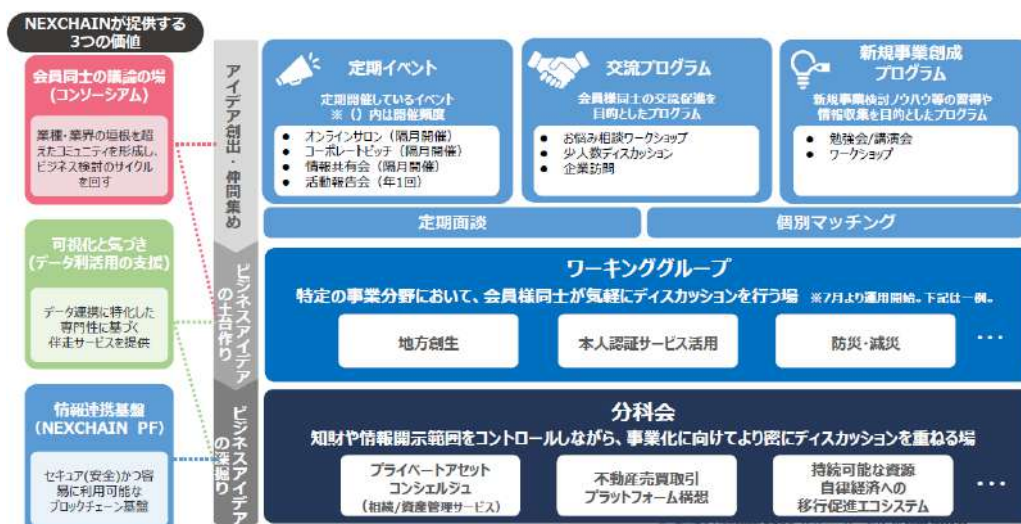 NEXCHAINが提供する
3つの価値
会員同士の議論の場
(コンソーシアム)
業種・業界の垣根を超
えたコミュニティを形成し、
ビジネス検討のサイクル
を回す
可視化と気づき
(データ利活用の支援)
データ連携に特化した
専門性に基づく
伴走サービスを提供
情報連携基盤
(NEXCHAIN PF)
セキュア(安全)かつ容
易に利用可能な
ブロックチェーン基盤
アイデア創出・仲間集め
定期イベント
定期開催しているイベント
※()内は開催頻度
● オンラインサロン(隔月開催)
● コーポレートピッチ(隔月開催)
● 情報共有会(隔月開催)
● 活動報告会(年1回)
交流プログラム
会員様同士の交流促進を
目的としたプログラム
● お悩み相談ワークショップ
● 少人数ディスカッション
● 企業訪問
新規事業創成
プログラム
新規事業検討ノウハウ等の習得や
情報収集を目的としたプログラム
● 勉強会/講演会
● ワークショップ
定期面談
個別マッチング
ビジネスアイデア
の土台作り
ワーキンググループ
特定の事業分野において、会員様同士が気軽にディスカッションを行う場 ※7月より運用開始。下記は一例。
地方創生
本人認証サービス活用
防災・減災
…
ビジネスアイデア
の深掘り
分科会
知財や情報開示範囲をコントロールしながら、事業化に向けてより密にディスカッションを重ねる場
プライベートアセット
コンシェルジュ
(相続/資産管理サービス)
不動産売買取引
プラットフォーム構想
持続可能な資源
自律経済への
移行促進エコシステム
…